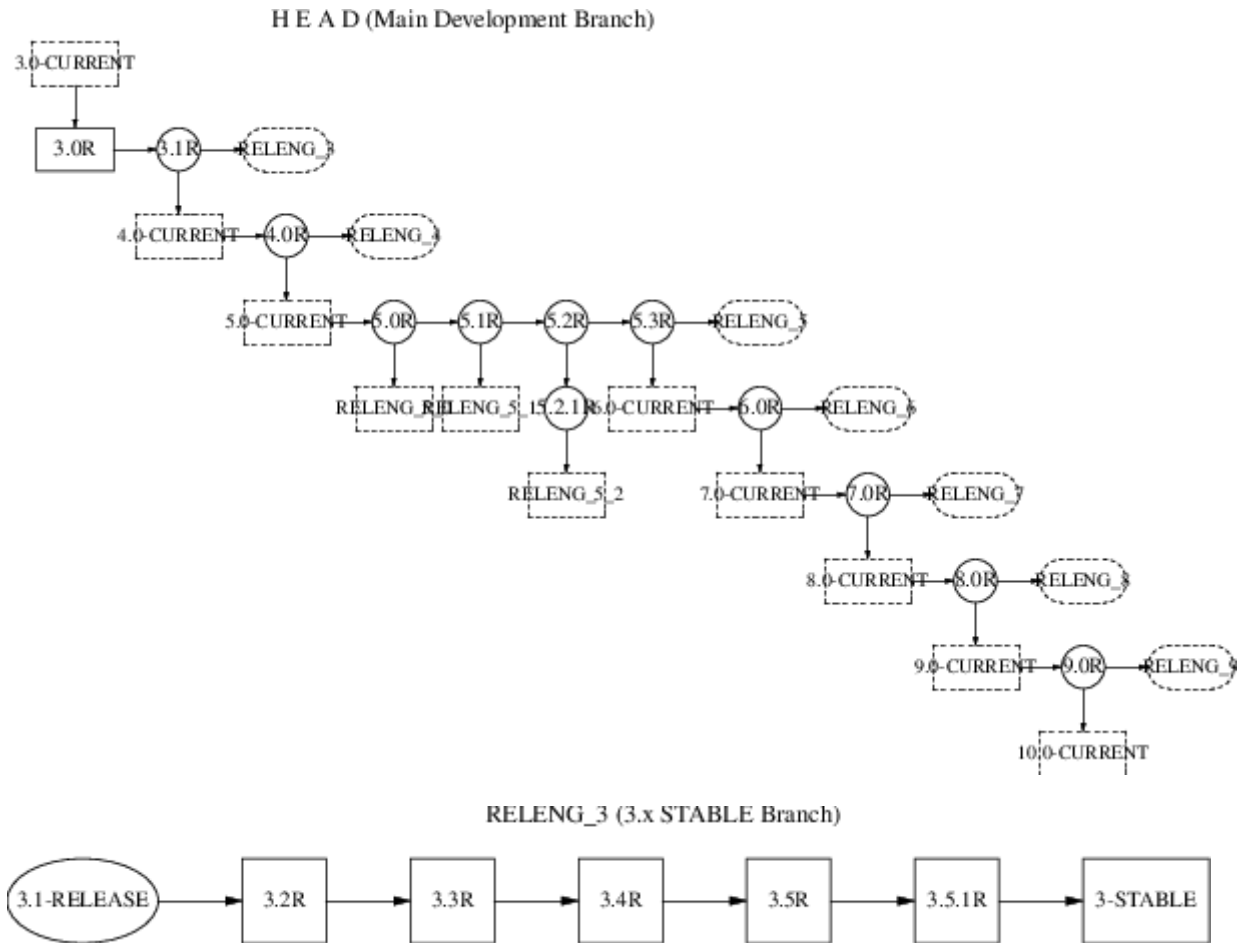 H E A D (Main Development Branch)
3.0-CURRENT
3.0R 3.1R RELENG_3
4.0-CURRENT 4.0R RELENG_4
5.0-CURRENT 5.0R 5.1R 5.2R 5.3R RELENG_5
RELENG_5_0 RELENG_5_1 5.2.1R 6.0-CURRENT 6.0R RELENG_6
RELENG_5_2 7.0-CURRENT 7.0R RELENG_7
8.0-CURRENT 8.0R RELENG_8
9.0-CURRENT 9.0R RELENG_9
10.0-CURRENT
RELENG_3 (3.x STABLE Branch)
3.1-RELEASE 3.2R 3.3R 3.4R 3.5R 3.5.1R 3-STABLE